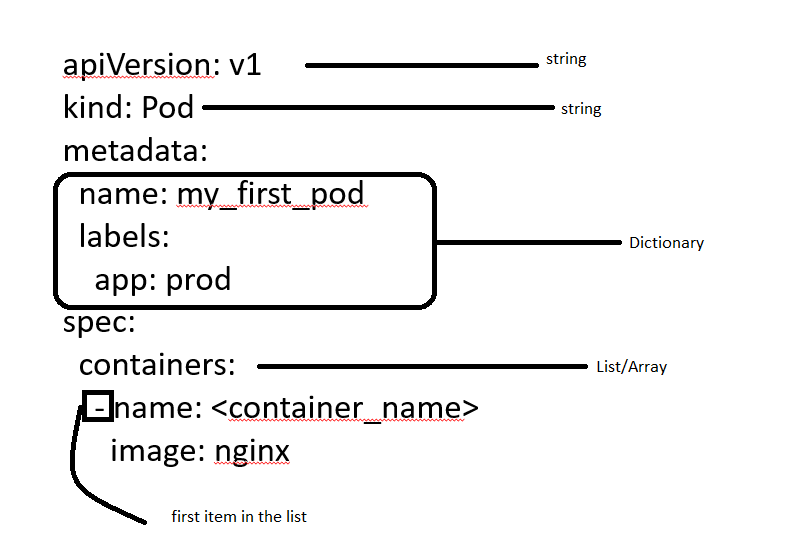 apiVersion: v1 string
kind: Pod string
metadata:
name: my_first_pod
labels:
Dictionary
app: prod
spec:
containers: List/Array
-name: <container_name>
image: nginx
first item in the list